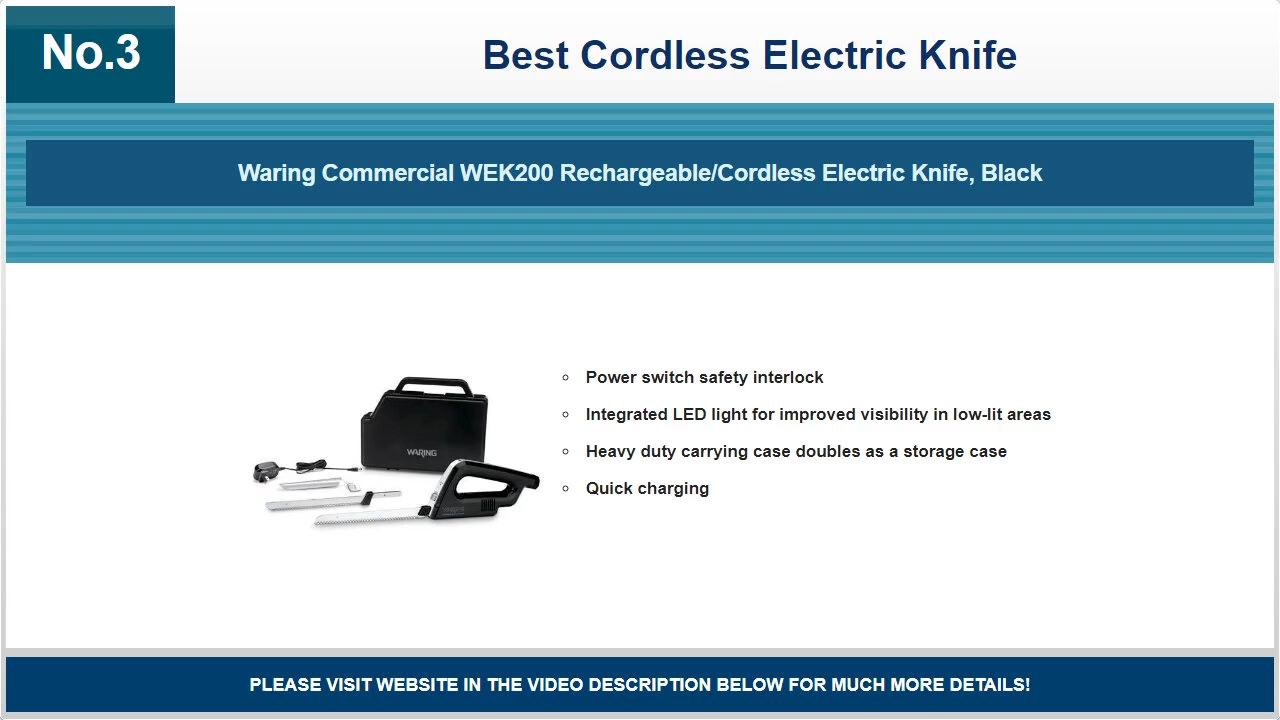 No.3
Best Cordless Electric Knife
Waring Commercial WEK200 Rechargeable/Cordless Electric Knife, Black
Power switch safety interlock
Integrated LED light for improved visibility in low-lit areas
Heavy duty carrying case doubles as a storage case
Quick charging
WARING
PLEASE VISIT WEBSITE IN THE VIDEO DESCRIPTION BELOW FOR MUCH MORE DETAILS!